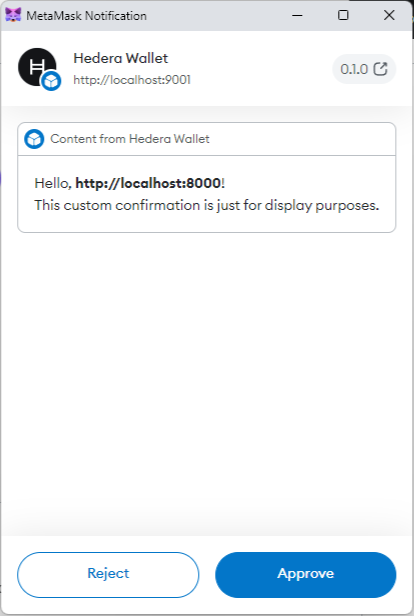 MetaMask Notification
Hedera Wallet
http://localhost:9001
0.1.0
Content from Hedera Wallet
Hello, http://localhost:8000!
This custom confirmation is just for display purposes.
Reject
Approve